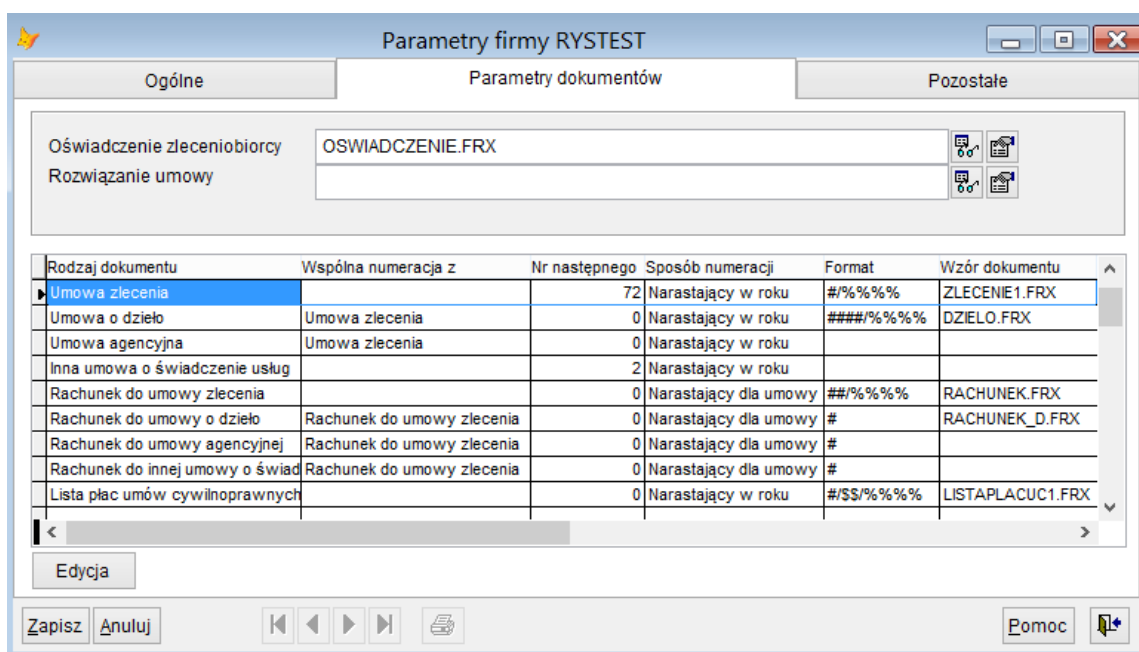 Parametry firmy RYSTEST
Ogólne Parametry dokumentów Pozostałe
Oświadczenie zleceniobiorcy OSWIADCZENIE.FRX
Rozwiązanie umowy
Rodzaj dokumentu Wspólna numeracja z Nr następnego Sposób numeracji Format Wzór dokumentu
Umowa zlecenia 72 Narastający w roku #/%%%% ZLECENIE1.FRX
Umowa o dzieło Umowa zlecenia 0 Narastający w roku ####/%%%% DZIELO.FRX
Umowa agencyjna Umowa zlecenia 0 Narastający w roku
Inna umowa o świadczenie usług 2 Narastający w roku
Rachunek do umowy zlecenia 0 Narastający dla umowy ##/%%%% RACHUNEK.FRX
Rachunek do umowy o dzieło Rachunek do umowy zlecenia 0 Narastający dla umowy # RACHUNEK_D.FRX
Rachunek do umowy agencyjnej Rachunek do umowy zlecenia 0 Narastający dla umowy #
Rachunek do innej umowy o świad Rachunek do umowy zlecenia 0 Narastający dla umowy #
Lista płac umów cywilnoprawnych 0 Narastający w roku #/$$/%%%% LISTAPLACUC1.FRX
Edycja
Zapisz Anuluj Pomoc